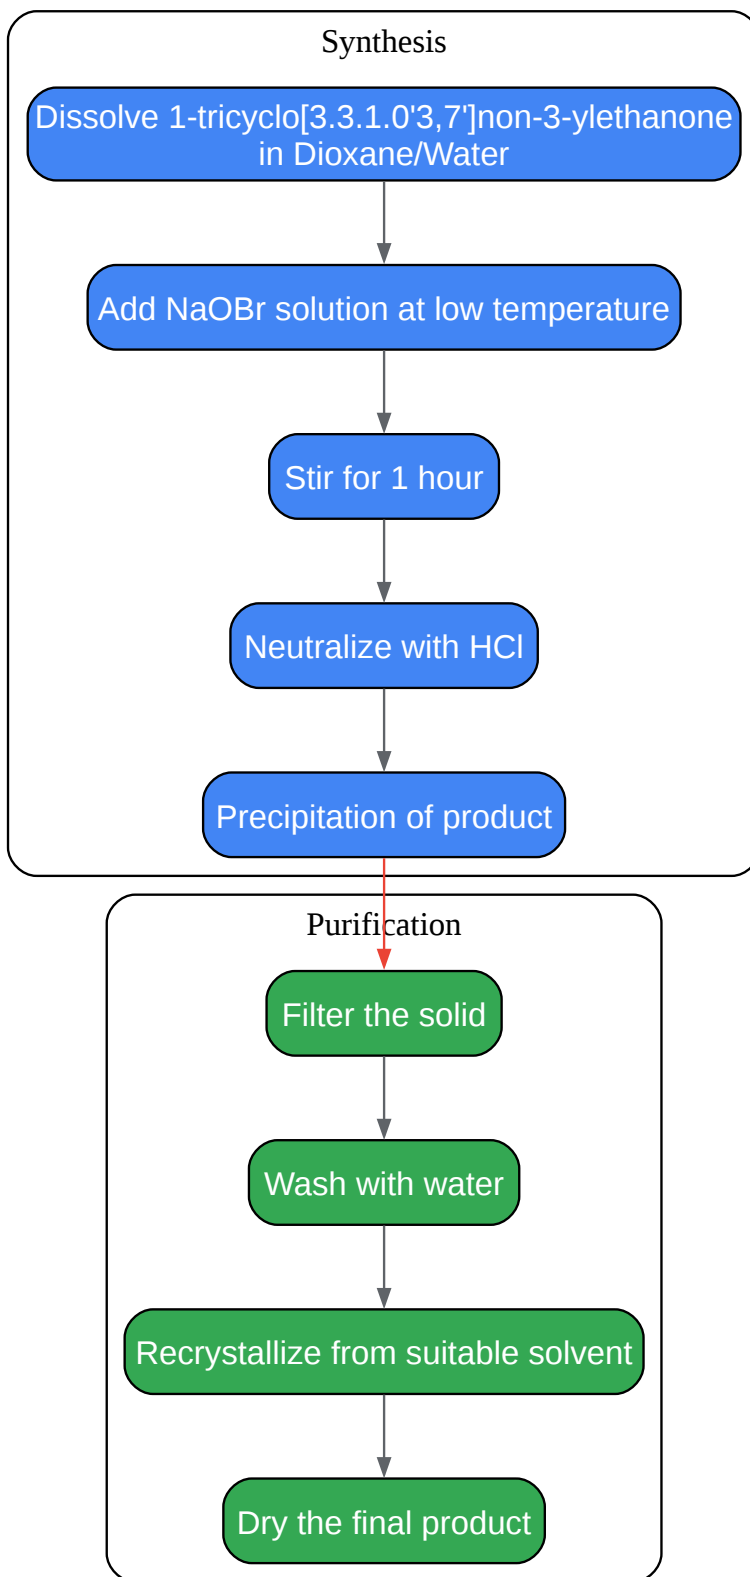 Synthesis
Dissolve 1-tricyclo[3.3.1.0'3,7']non-3-ylethanone
in Dioxane/Water
Add NaOBr solution at low temperature
Stir for 1 hour
Neutralize with HCl
Precipitation of product
Purification
Filter the solid
Wash with water
Recrystallize from suitable solvent
Dry the final product